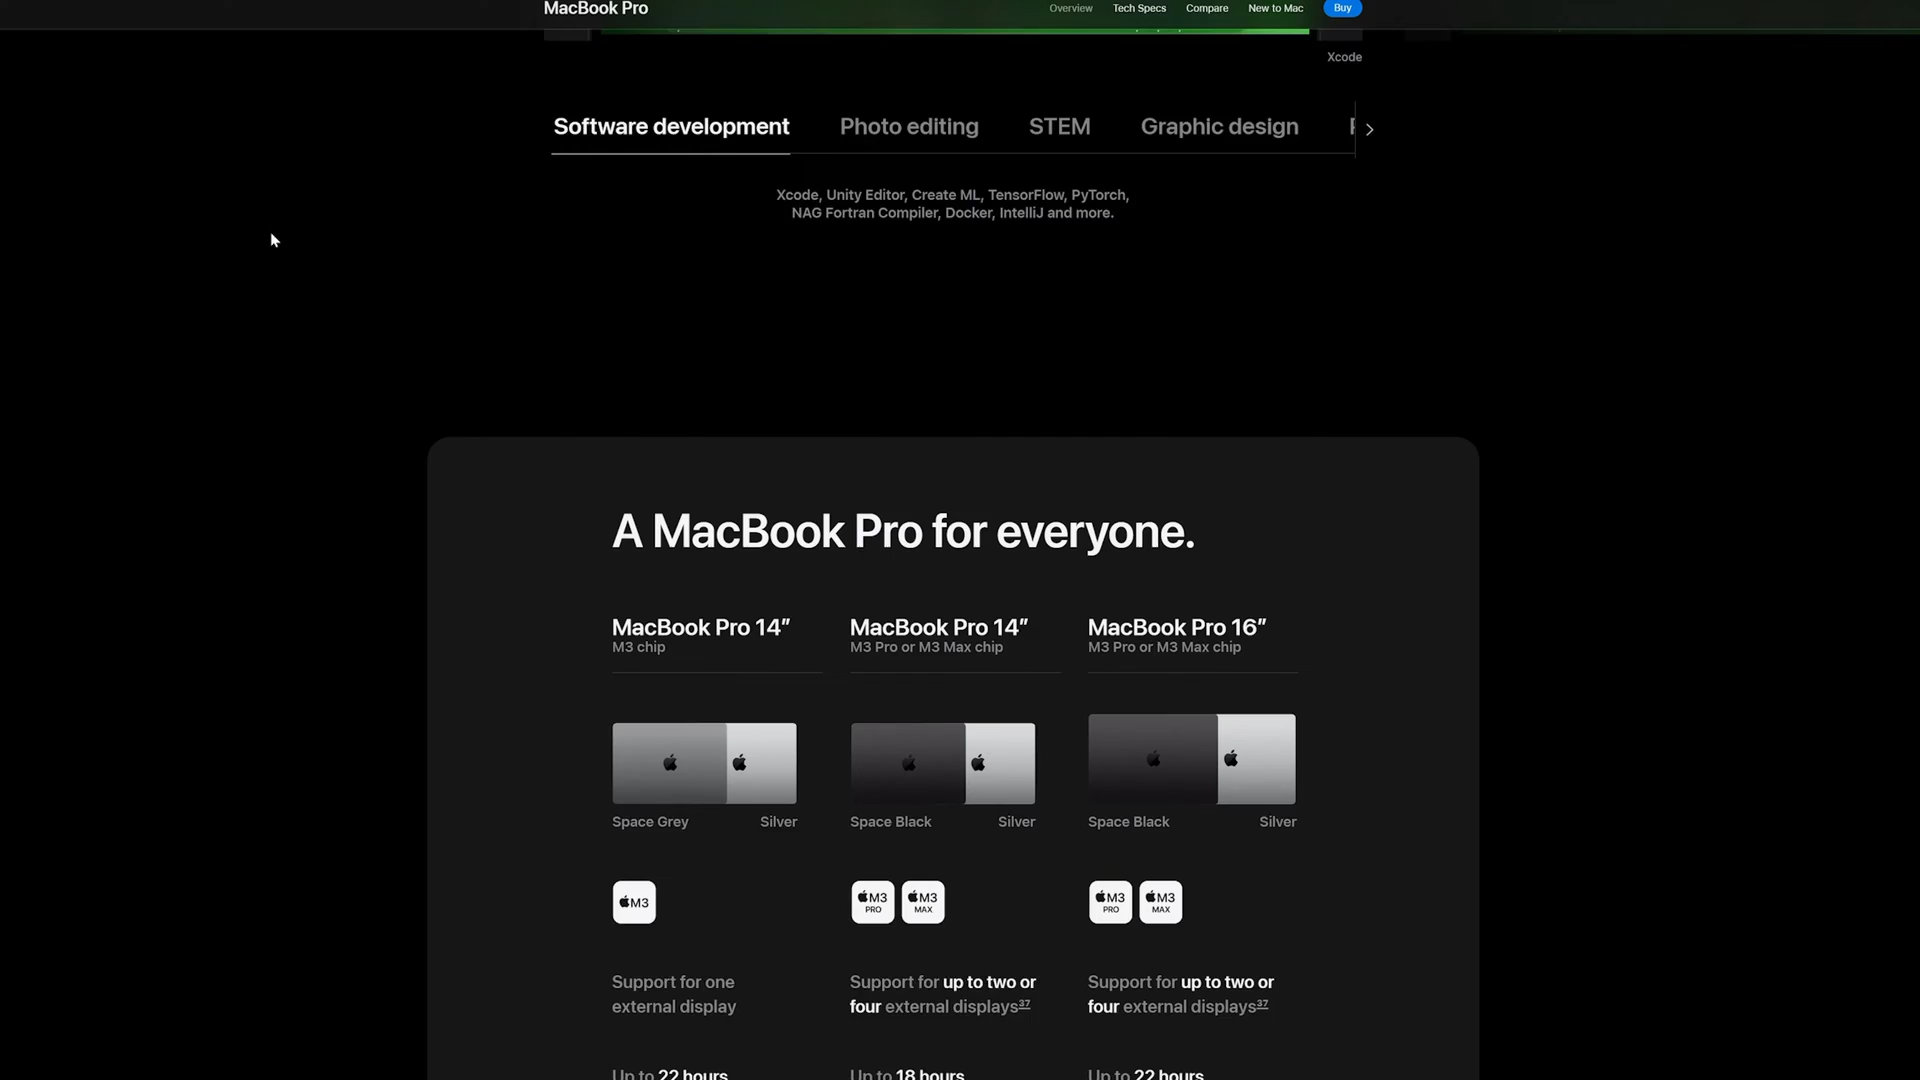 MacBook Pro
Overview
Tech Specs
Compare
New to Mac
Buy
Xcode
Software development
Photo editing
STEM
Graphic design
Xcode, Unity Editor, Create ML, TensorFlow, PyTorch,
NAG Fortran Compiler, Docker, IntelliJ and more.
A MacBook Pro for everyone.
MacBook Pro 14”
M3 chip
MacBook Pro 14”
M3 Pro or M3 Max chip
MacBook Pro 16”
M3 Pro or M3 Max chip
Space Grey
Silver
Space Black
Silver
Space Black
Silver
M3
M3
PRO
M3
MAX
M3
PRO
M3
MAX
Support for one
external display
Support for up to two or
four external displays37
Support for up to two or
four external displays37
Up to 22 hours
Up to 18 hours
Up to 22 hours